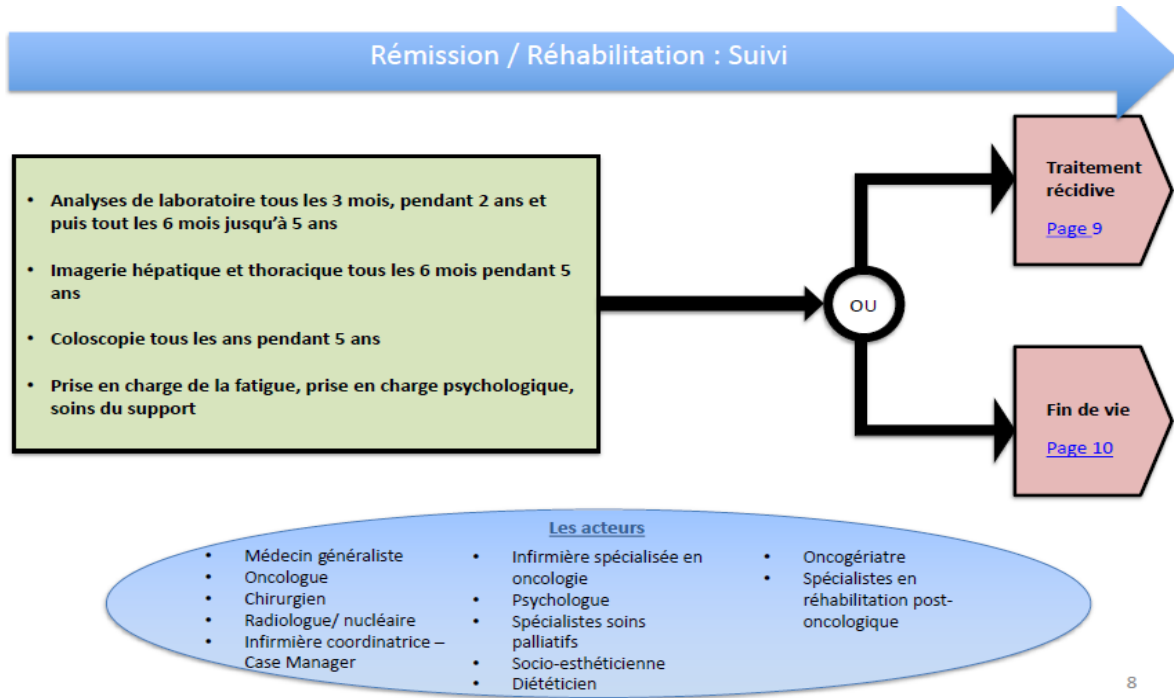 Rémission / Réhabilitation : Suivi
• Analyses de laboratoire tous les 3 mois, pendant 2 ans et
puis tout les 6 mois jusqu'à 5 ans
• Imagerie hépatique et thoracique tous les 6 mois pendant 5
ans
• Coloscopie tous les ans pendant 5 ans
• Prise en charge de la fatigue, prise en charge psychologique,
soins du support
OU
Traitement
récidive
Page 9
Fin de vie
Page 10
Les acteurs
• Médecin généraliste
• Oncologue
• Chirurgien
• Radiologue/ nucléaire
• Infirmière coordinatrice –
Case Manager
• Infirmière spécialisée en
oncologie
• Psychologue
• Spécialistes soins
palliatifs
• Socio-esthéticienne
• Diététicien
• Oncogériatre
• Spécialistes en
réhabilitation post-
oncologique
8